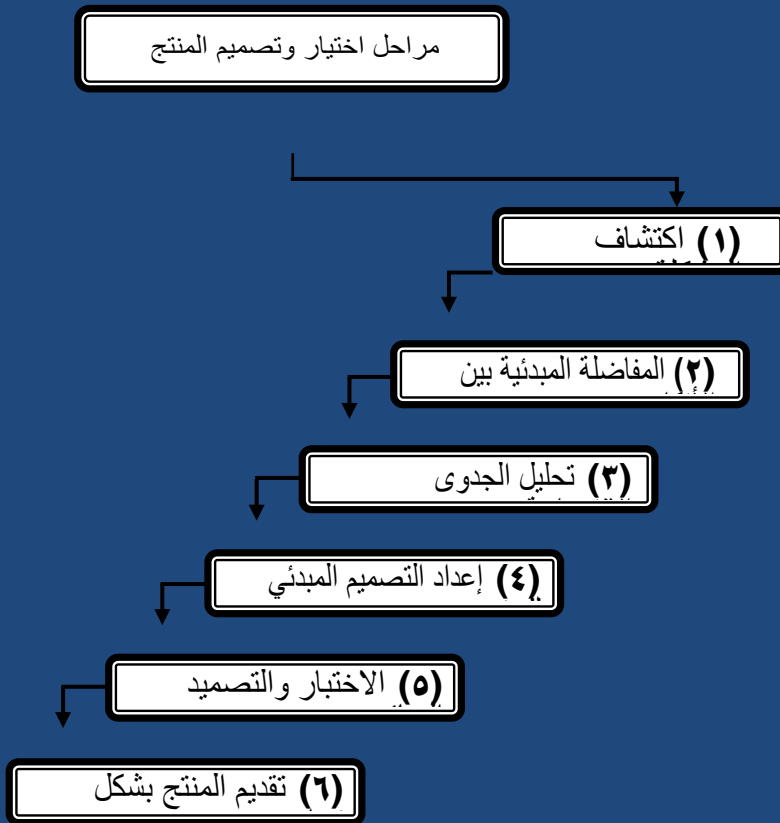 مراحل اختيار وتصميم المنتج
(١) اكتشاف
(٢) المفاضلة المبدئية بين
(٣) تحليل الجدوى
(٤) إعداد التصميم المبدئي
(٥) الاختبار والتصميد
(٦) تقديم المنتج بشكل